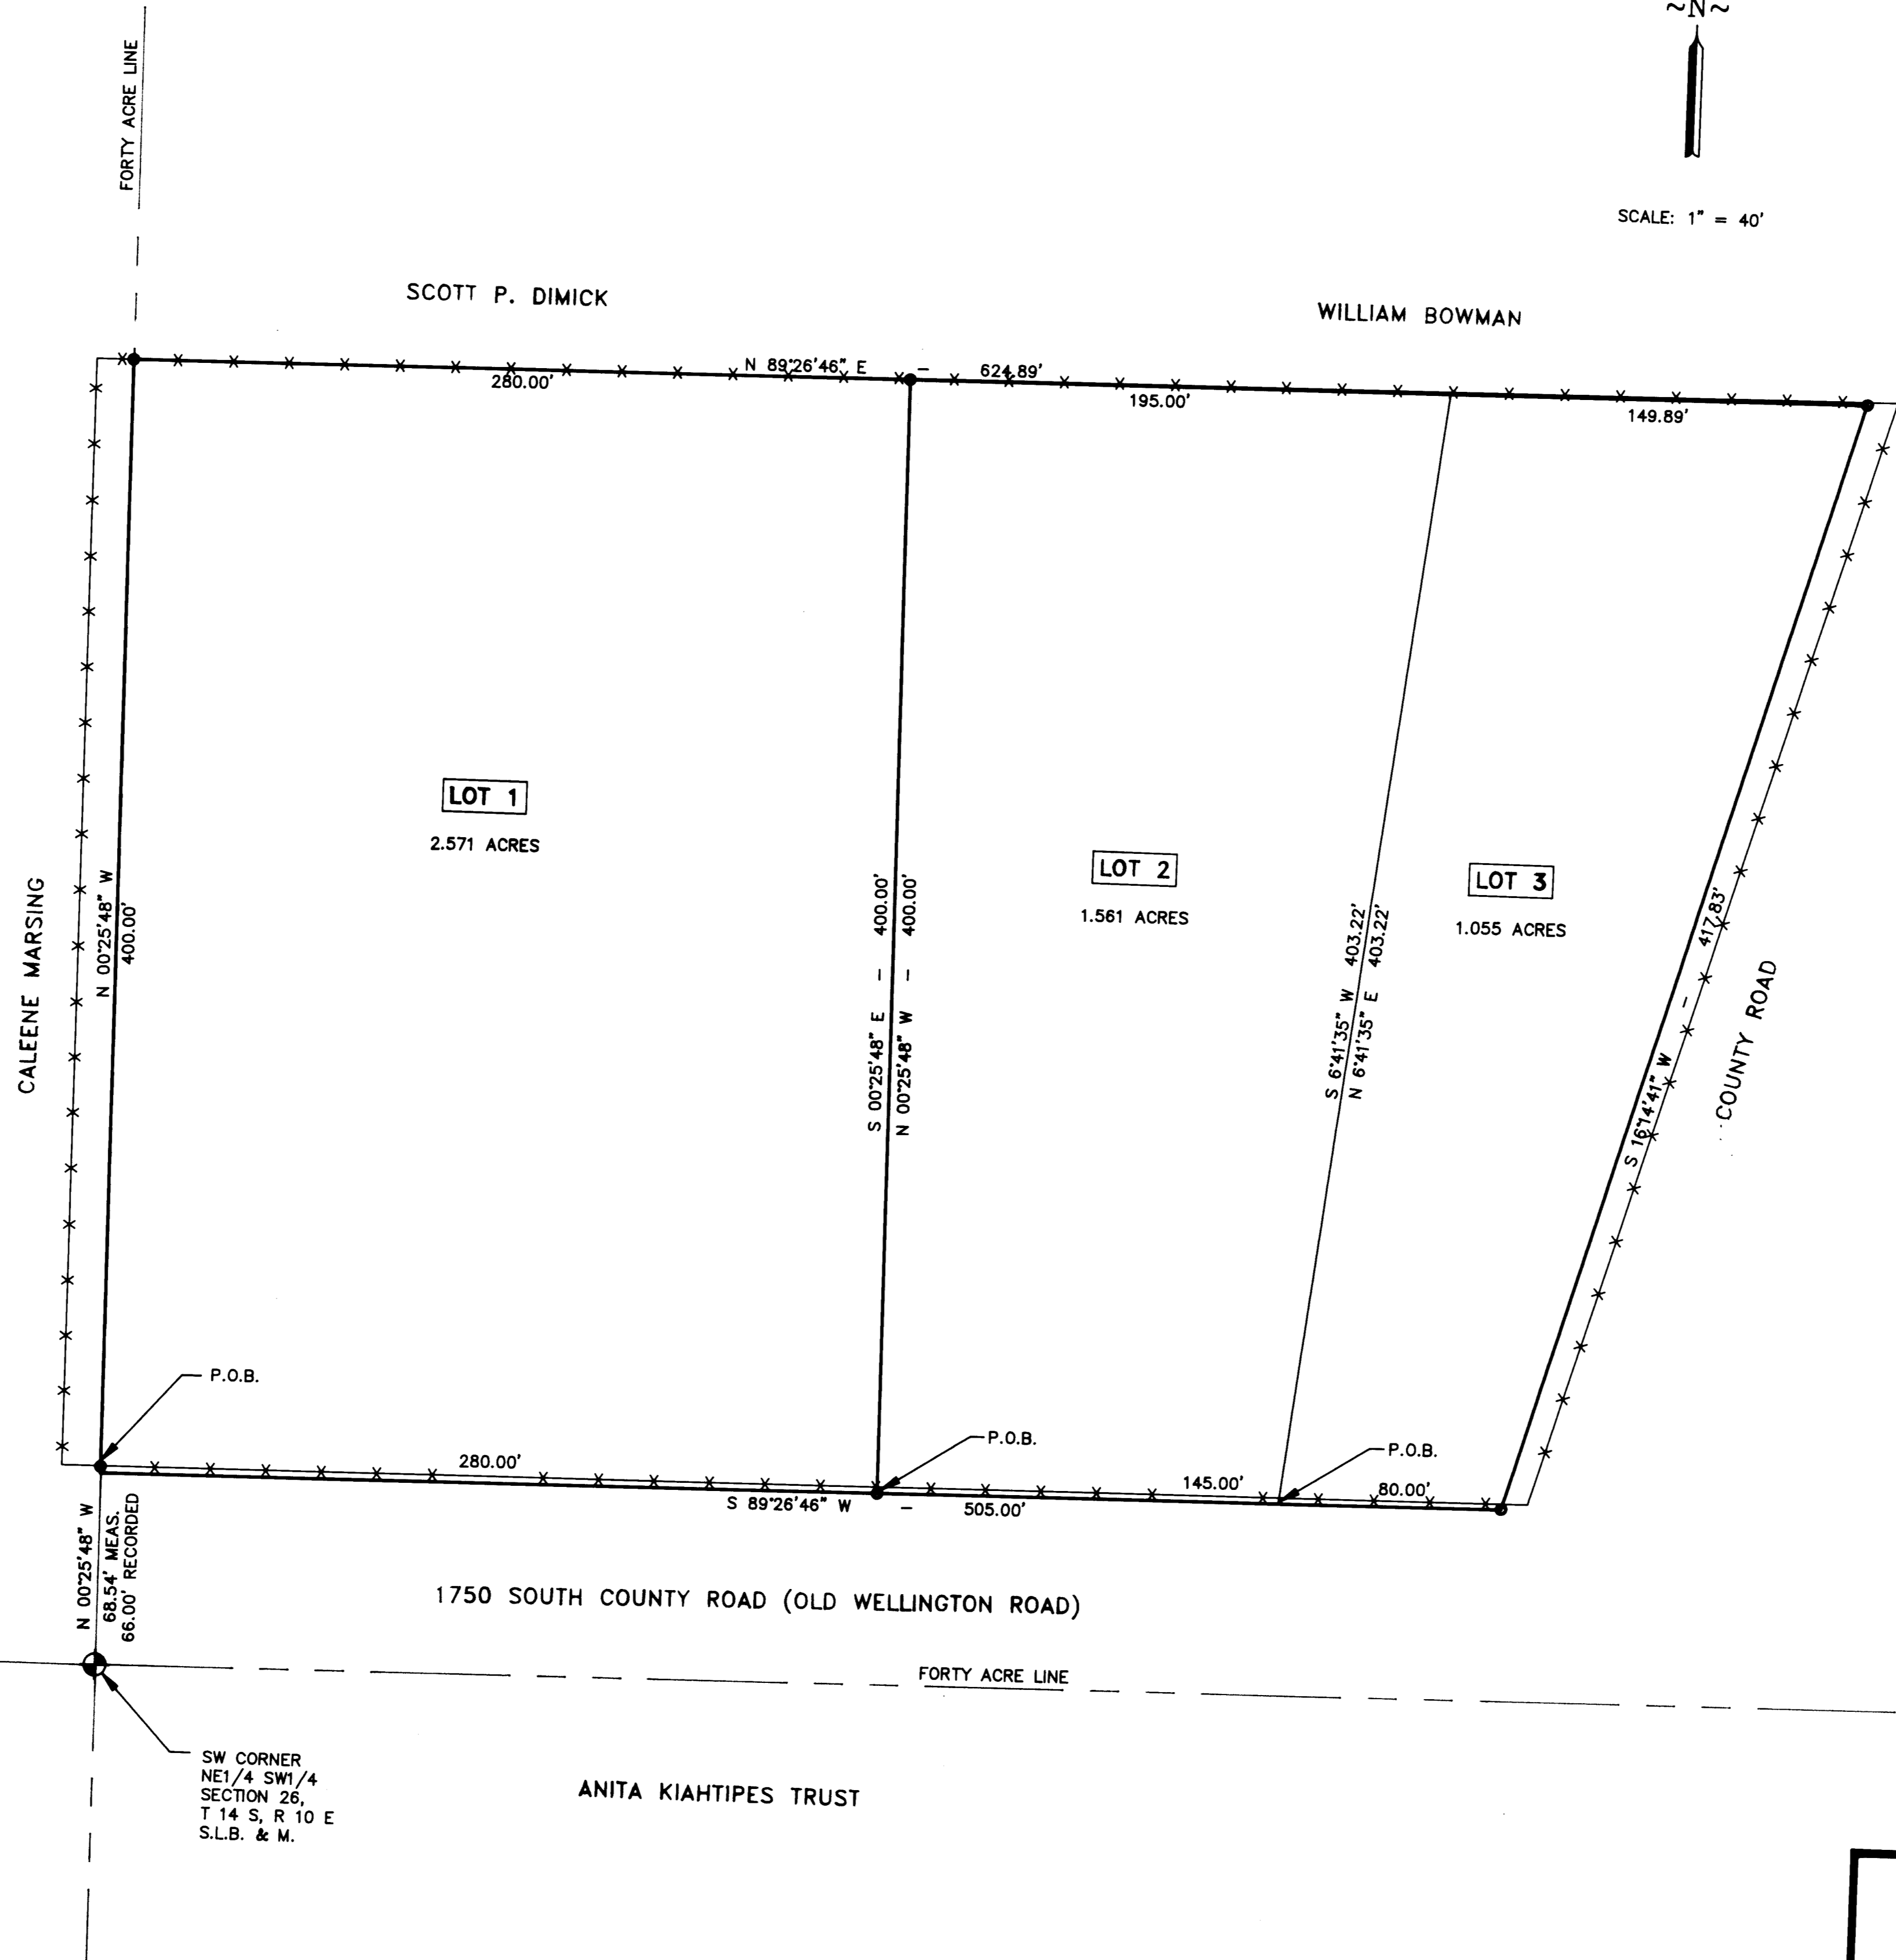 ~N~
FORTY ACRE LINE
SCALE: 1" = 40'
SCOTT P. DIMICK
WILLIAM BOWMAN
N 89°26'46" E – 624.89'
280.00'
195.00'
149.89'
LOT 1
2.571 ACRES
LOT 2
1.561 ACRES
LOT 3
1.055 ACRES
CALEENE MARSING
N 00°25'48" W
400.00'
S 00°25'48" E – 400.00'
N 00°25'48" W – 400.00'
S 6°41'35" W 403.22'
N 6°41'35" E 403.22'
S 16°14'41" W – 417.83'
COUNTY ROAD
P.O.B.
P.O.B.
P.O.B.
280.00'
145.00'
80.00'
S 89°26'46" W – 505.00'
N 00°25'48" W
68.54' MEAS.
66.00' RECORDED
1750 SOUTH COUNTY ROAD (OLD WELLINGTON ROAD)
FORTY ACRE LINE
SW CORNER
NE1/4 SW1/4
SECTION 26,
T 14 S, R 10 E
S.L.B. & M.
ANITA KIAHTIPES TRUST